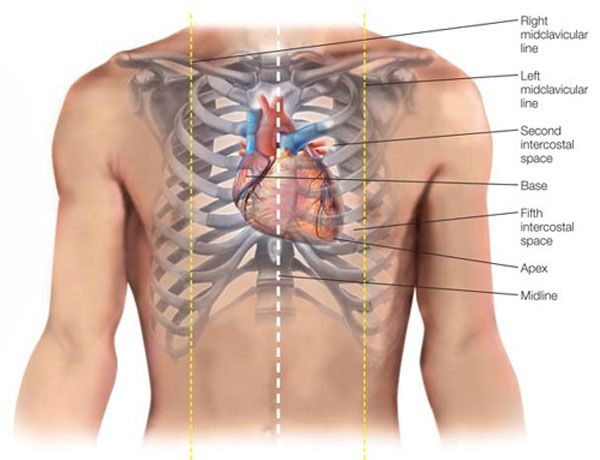 Right
midclavicular
line
Left
midclavicular
line
Second
intercostal
space
Base
Fifth
intercostal
space
Apex
Midline